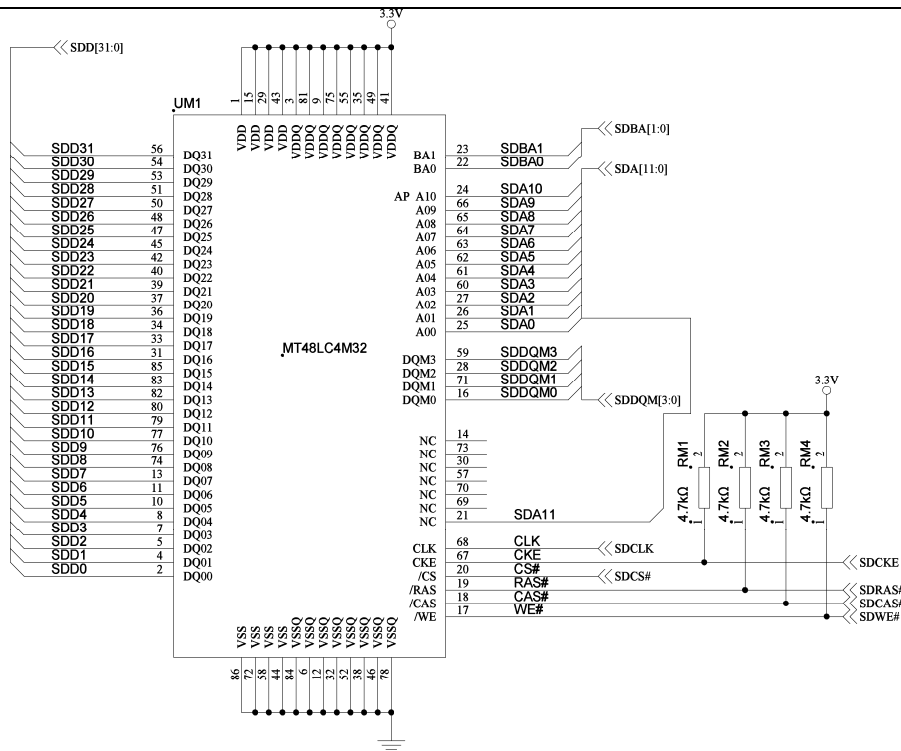 3.3V
SDD[31:0]
1 15 29 43 3 81 9 75 55 35 49 41
UM1
VDD VDD VDD VDD VDDQ VDDQ VDDQ VDDQ VDDQ VDDQ VDDQ VDDQ
SDBA[1:0]
SDD31 56 DQ31 BA1 23 SDBA1
SDD30 54 DQ30 BA0 22 SDBA0
SDA[11:0]
SDD29 53 DQ29
SDD28 51 DQ28 AP A10 24 SDA10
SDD27 50 DQ27 A09 66 SDA9
SDD26 48 DQ26 A08 65 SDA8
SDD25 47 DQ25 A07 64 SDA7
SDD24 45 DQ24 A06 63 SDA6
SDD23 42 DQ23 A05 62 SDA5
SDD22 40 DQ22 A04 61 SDA4
SDD21 39 DQ21 A03 60 SDA3
SDD20 37 DQ20 A02 27 SDA2
SDD19 36 DQ19 A01 26 SDA1
SDD18 34 DQ18 A00 25 SDA0
SDD17 33 DQ17
MT48LC4M32
SDD16 31 DQ16 DQM3 59 SDDQM3
SDD15 85 DQ15 DQM2 28 SDDQM2
SDD14 83 DQ14 DQM1 71 SDDQM1
SDD13 82 DQ13 DQM0 16 SDDQM0
SDDQM[3:0]
3.3V
SDD12 80 DQ12
SDD11 79 DQ11
SDD10 77 DQ10 NC 14
SDD9 76 DQ09 NC 73
SDD8 74 DQ08 NC 30
SDD7 13 DQ07 NC 57
SDD6 11 DQ06 NC 70
SDD5 10 DQ05 NC 69
SDD4 8 DQ04 NC 21 SDA11
RM1 2 4.7kΩ 1
RM2 2 4.7kΩ 1
RM3 2 4.7kΩ 1
RM4 2 4.7kΩ 1
SDD3 7 DQ03
SDD2 5 DQ02 CLK 68 CLK SDCLK
SDD1 4 DQ01 CKE 67 CKE SDCKE
SDD0 2 DQ00 /CS 20 CS# SDCS#
/RAS 19 RAS# SDRAS#
/CAS 18 CAS# SDCAS#
/WE 17 WE# SDWE#
VSS VSS VSS VSS VSSQ VSSQ VSSQ VSSQ VSSQ VSSQ VSSQ VSSQ
86 72 58 44 84 6 12 32 52 38 46 78